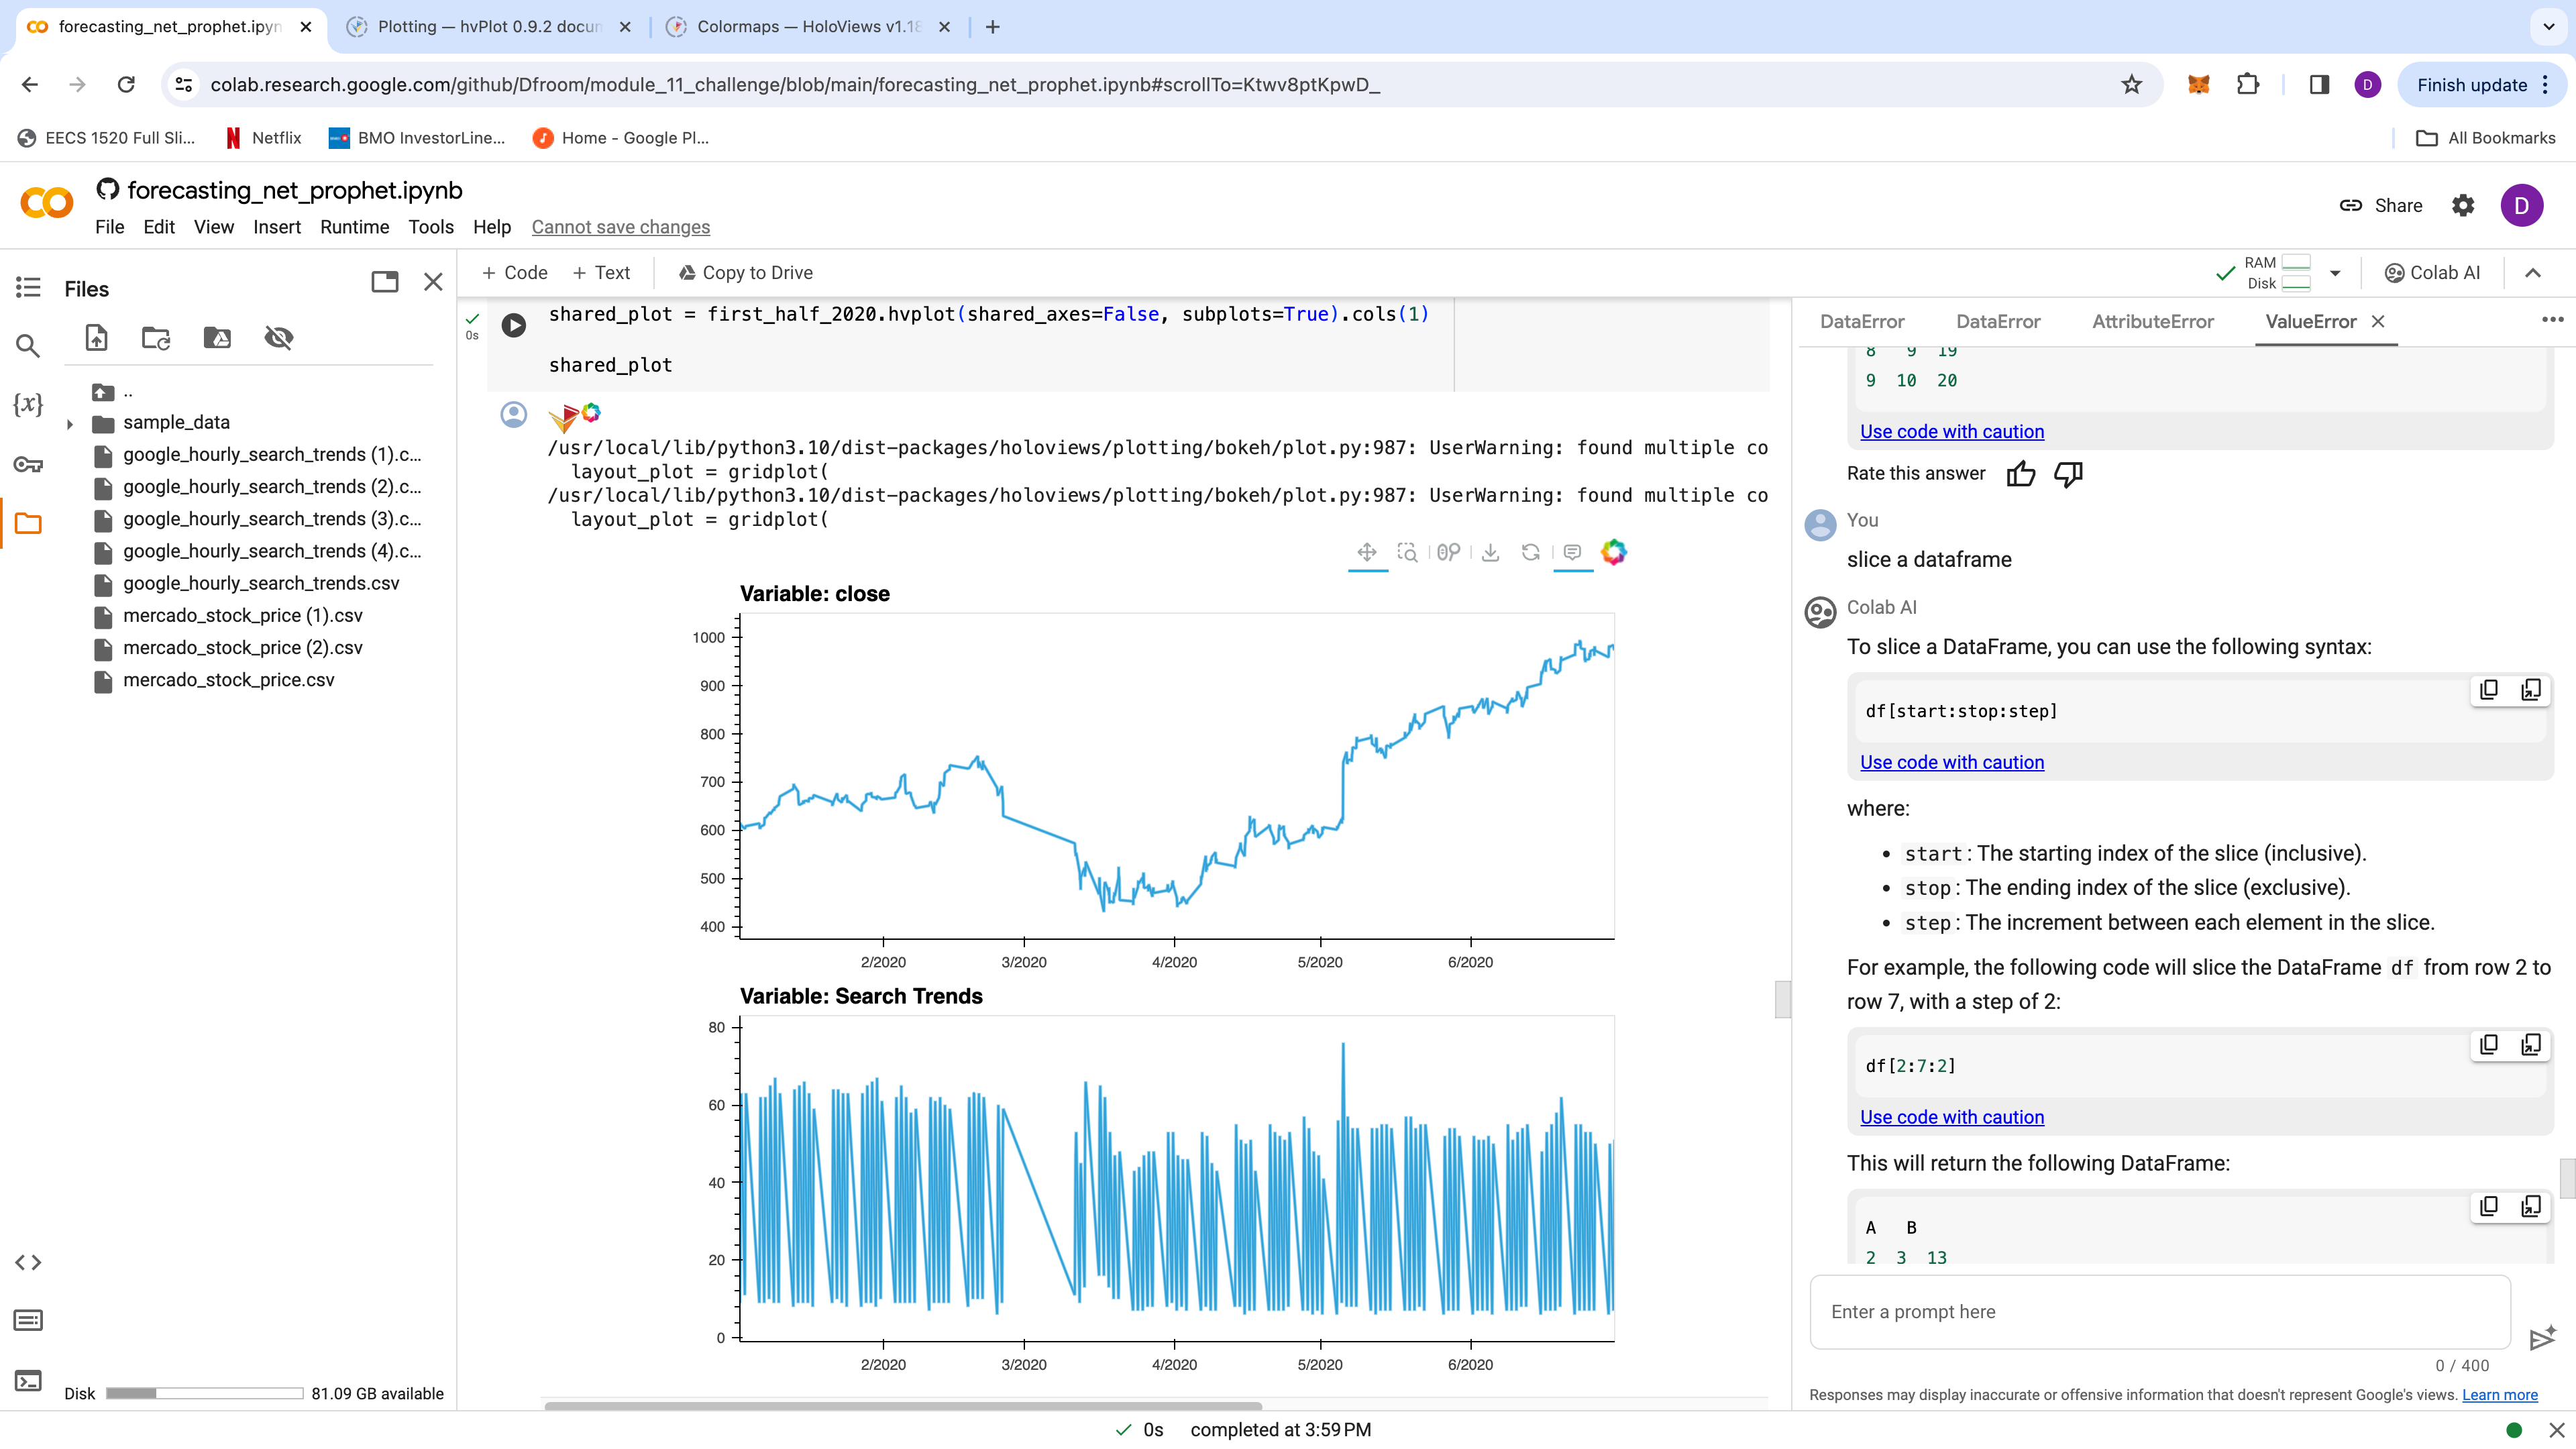 forecasting_net_prophet.ipyn
Plotting — hvPlot 0.9.2 docun
Colormaps — HoloViews v1.18
colab.research.google.com/github/Dfroom/module_11_challenge/blob/main/forecasting_net_prophet.ipynb#scrollTo=Ktwv8ptKpwD_
D
Finish update
EECS 1520 Full Sli...
Netflix
BMO InvestorLine...
Home - Google Pl...
All Bookmarks
forecasting_net_prophet.ipynb
File Edit View Insert Runtime Tools Help Cannot save changes
Share
D
Files
+ Code + Text
Copy to Drive
RAM
Disk
Colab AI
..
sample_data
google_hourly_search_trends (1).c...
google_hourly_search_trends (2).c...
google_hourly_search_trends (3).c...
google_hourly_search_trends (4).c...
google_hourly_search_trends.csv
mercado_stock_price (1).csv
mercado_stock_price (2).csv
mercado_stock_price.csv
{x}
Disk
81.09 GB available
0s
shared_plot = first_half_2020.hvplot(shared_axes=False, subplots=True).cols(1)
shared_plot
/usr/local/lib/python3.10/dist-packages/holoviews/plotting/bokeh/plot.py:987: UserWarning: found multiple co
layout_plot = gridplot(
/usr/local/lib/python3.10/dist-packages/holoviews/plotting/bokeh/plot.py:987: UserWarning: found multiple co
layout_plot = gridplot(
Variable: close
1000
900
800
700
600
500
400
2/2020 3/2020 4/2020 5/2020 6/2020
Variable: Search Trends
80
60
40
20
0
2/2020 3/2020 4/2020 5/2020 6/2020
DataError DataError AttributeError ValueError
8 9 19
9 10 20
Use code with caution
Rate this answer
You
slice a dataframe
Colab AI
To slice a DataFrame, you can use the following syntax:
df[start:stop:step]
Use code with caution
where:
• start: The starting index of the slice (inclusive).
• stop: The ending index of the slice (exclusive).
• step: The increment between each element in the slice.
For example, the following code will slice the DataFrame df from row 2 to
row 7, with a step of 2:
df[2:7:2]
Use code with caution
This will return the following DataFrame:
A B
2 3 13
Enter a prompt here
0 / 400
Responses may display inaccurate or offensive information that doesn't represent Google's views. Learn more
0s completed at 3:59 PM